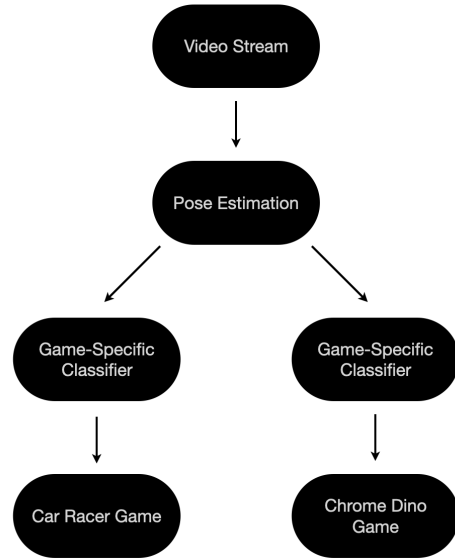 Video Stream
Pose Estimation
Game-Specific
Classifier
Game-Specific
Classifier
Car Racer Game
Chrome Dino
Game